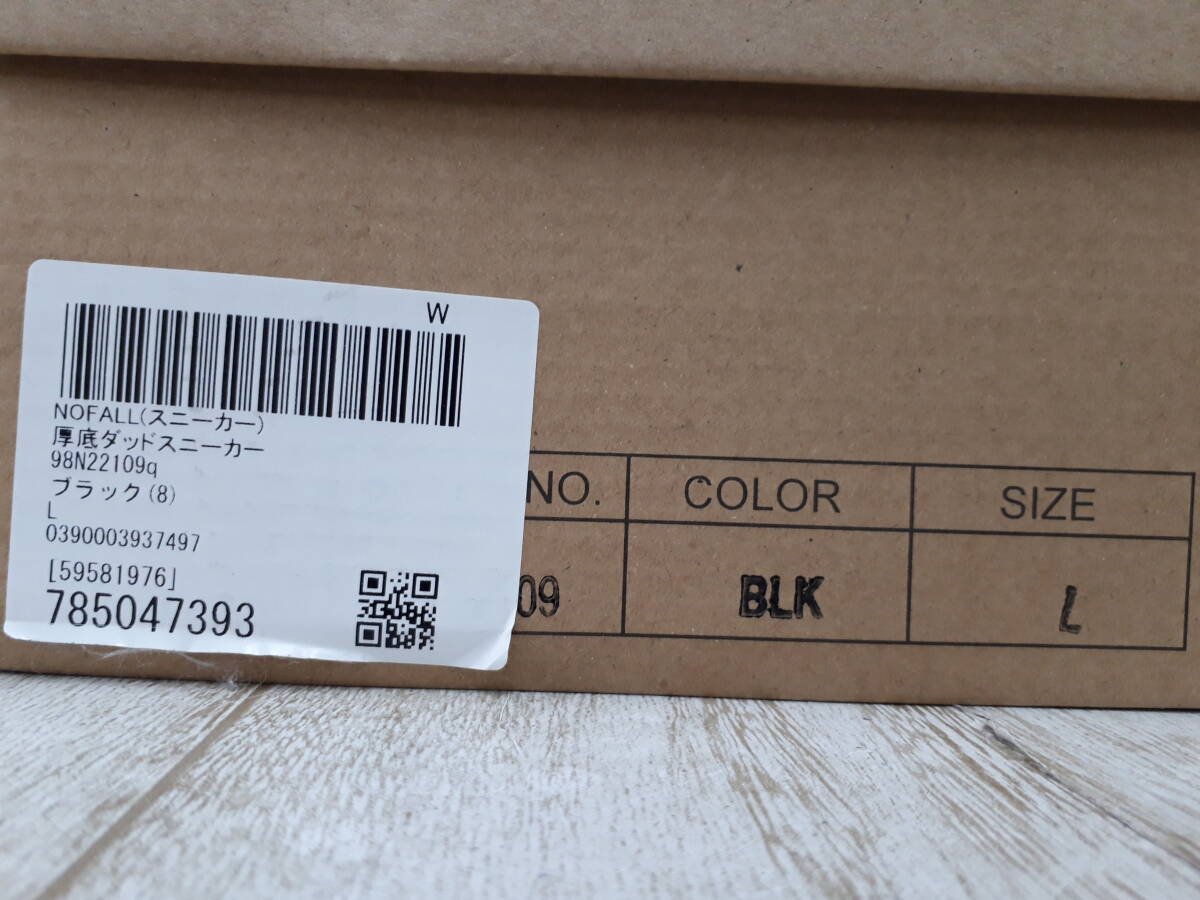 W
NOFALL(スニーカー)
厚底ダッドスニーカー
98N22109q
ブラック(8)
L
0390003937497
[59581976]
785047393
NO. COLOR SIZE
09 BLK L